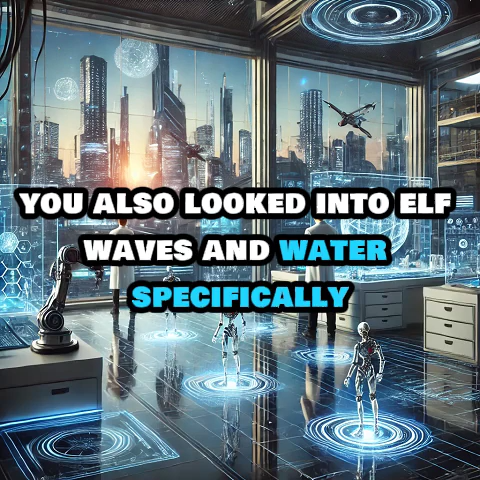 YOU ALSO LOOKED INTO ELF
WAVES AND WATER
SPECIFICALLY